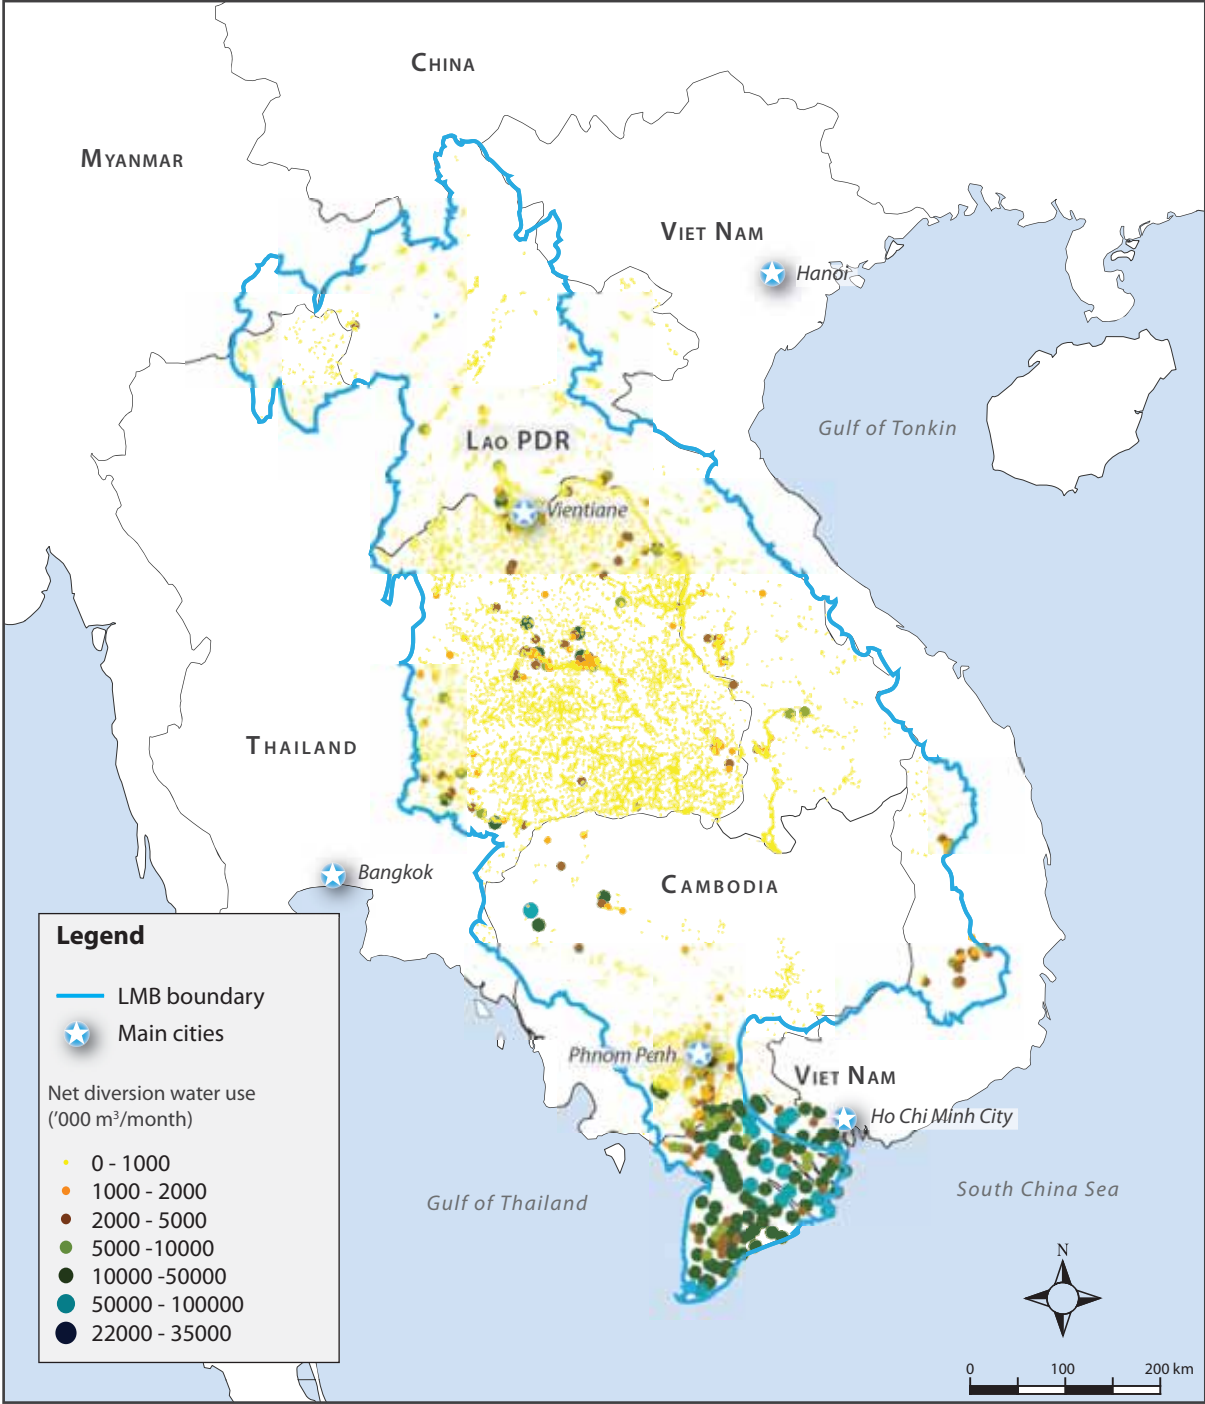 CHINA
MYANMAR
VIET NAM
Hanoi
Gulf of Tonkin
LAO PDR
Vientiane
THAILAND
Bangkok
CAMBODIA
Phnom Penh
VIET NAM
Ho Chi Minh City
Gulf of Thailand
South China Sea
Legend
LMB boundary
Main cities
Net diversion water use
('000 m³/month)
0 - 1000
1000 - 2000
2000 - 5000
5000 -10000
10000 -50000
50000 - 100000
22000 - 35000
N
0 100 200 km